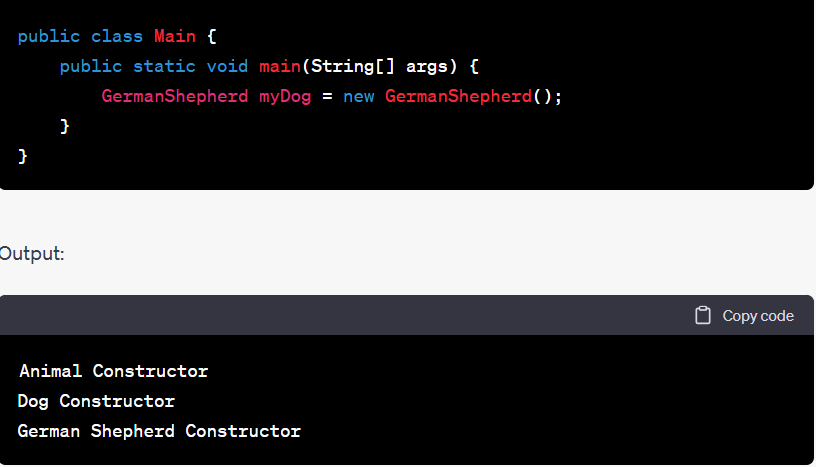 public class Main {
    public static void main(String[] args) {
        GermanShepherd myDog = new GermanShepherd();
    }
}
Output:
Copy code
Animal Constructor
Dog Constructor
German Shepherd Constructor